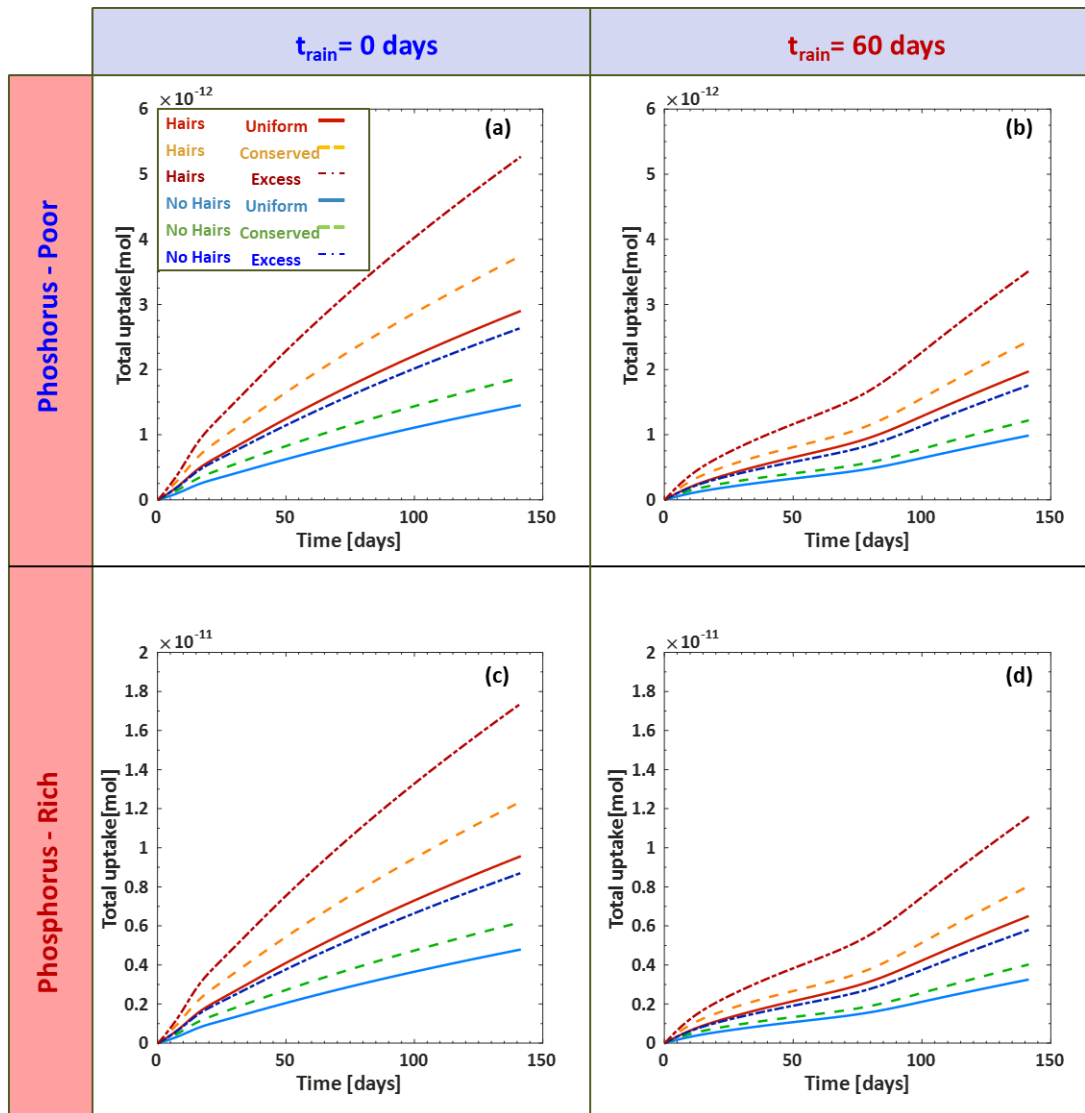 t_rain= 0 days
t_rain= 60 days
Phoshorus - Poor
×10^-12
6
5
4
3
2
1
0
0 50 100 150
Time [days]
Total uptake[mol]
(a)
Hairs Uniform
Hairs Conserved
Hairs Excess
No Hairs Uniform
No Hairs Conserved
No Hairs Excess
×10^-12
6
5
4
3
2
1
0
0 50 100 150
Time [days]
Total uptake[mol]
(b)
Phosphorus - Rich
×10^-11
2
1.8
1.6
1.4
1.2
1
0.8
0.6
0.4
0.2
0
0 50 100 150
Time [days]
Total uptake[mol]
(c)
×10^-11
2
1.8
1.6
1.4
1.2
1
0.8
0.6
0.4
0.2
0
0 50 100 150
Time [days]
Total uptake[mol]
(d)